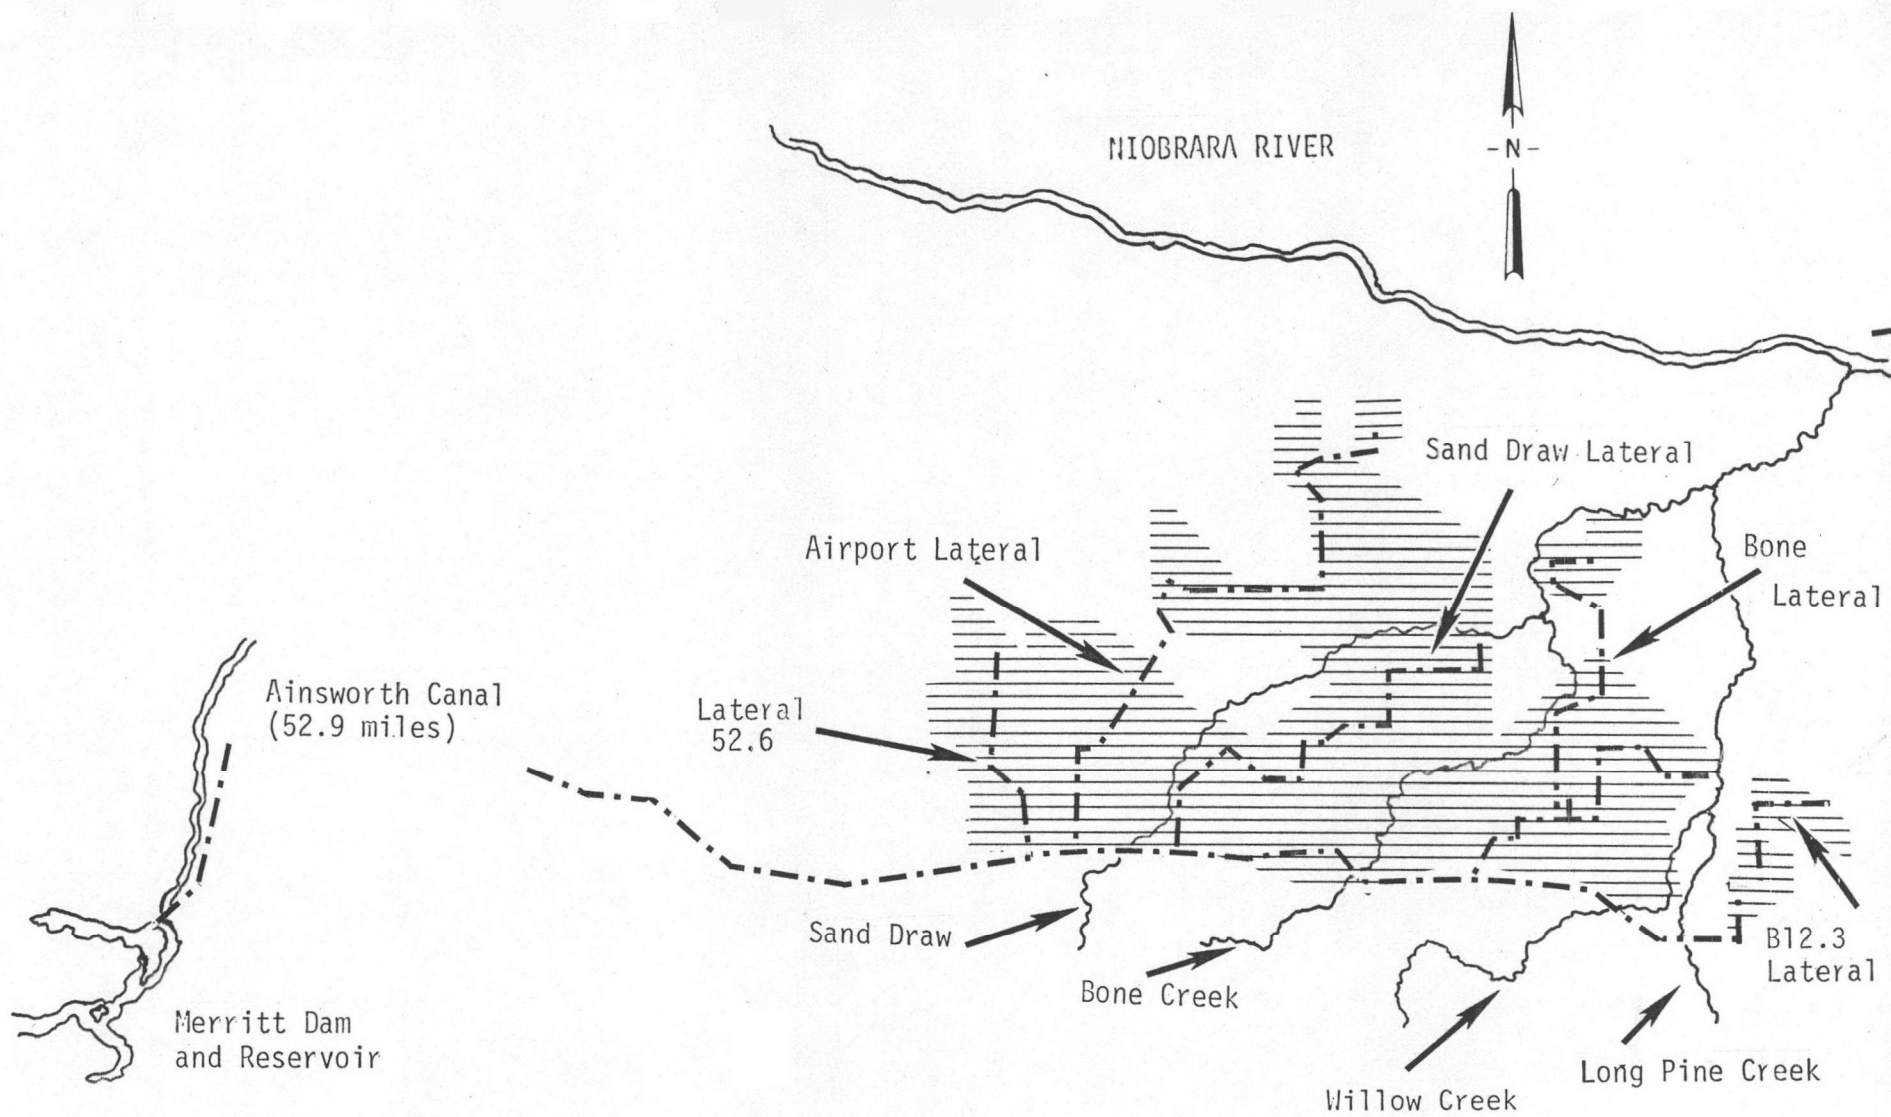 NIOBRARA RIVER
-N-
Sand Draw Lateral
Airport Lateral
Bone
Lateral
Ainsworth Canal
(52.9 miles)
Lateral
52.6
Sand Draw
Bone Creek
B12.3
Lateral
Merritt Dam
and Reservoir
Long Pine Creek
Willow Creek